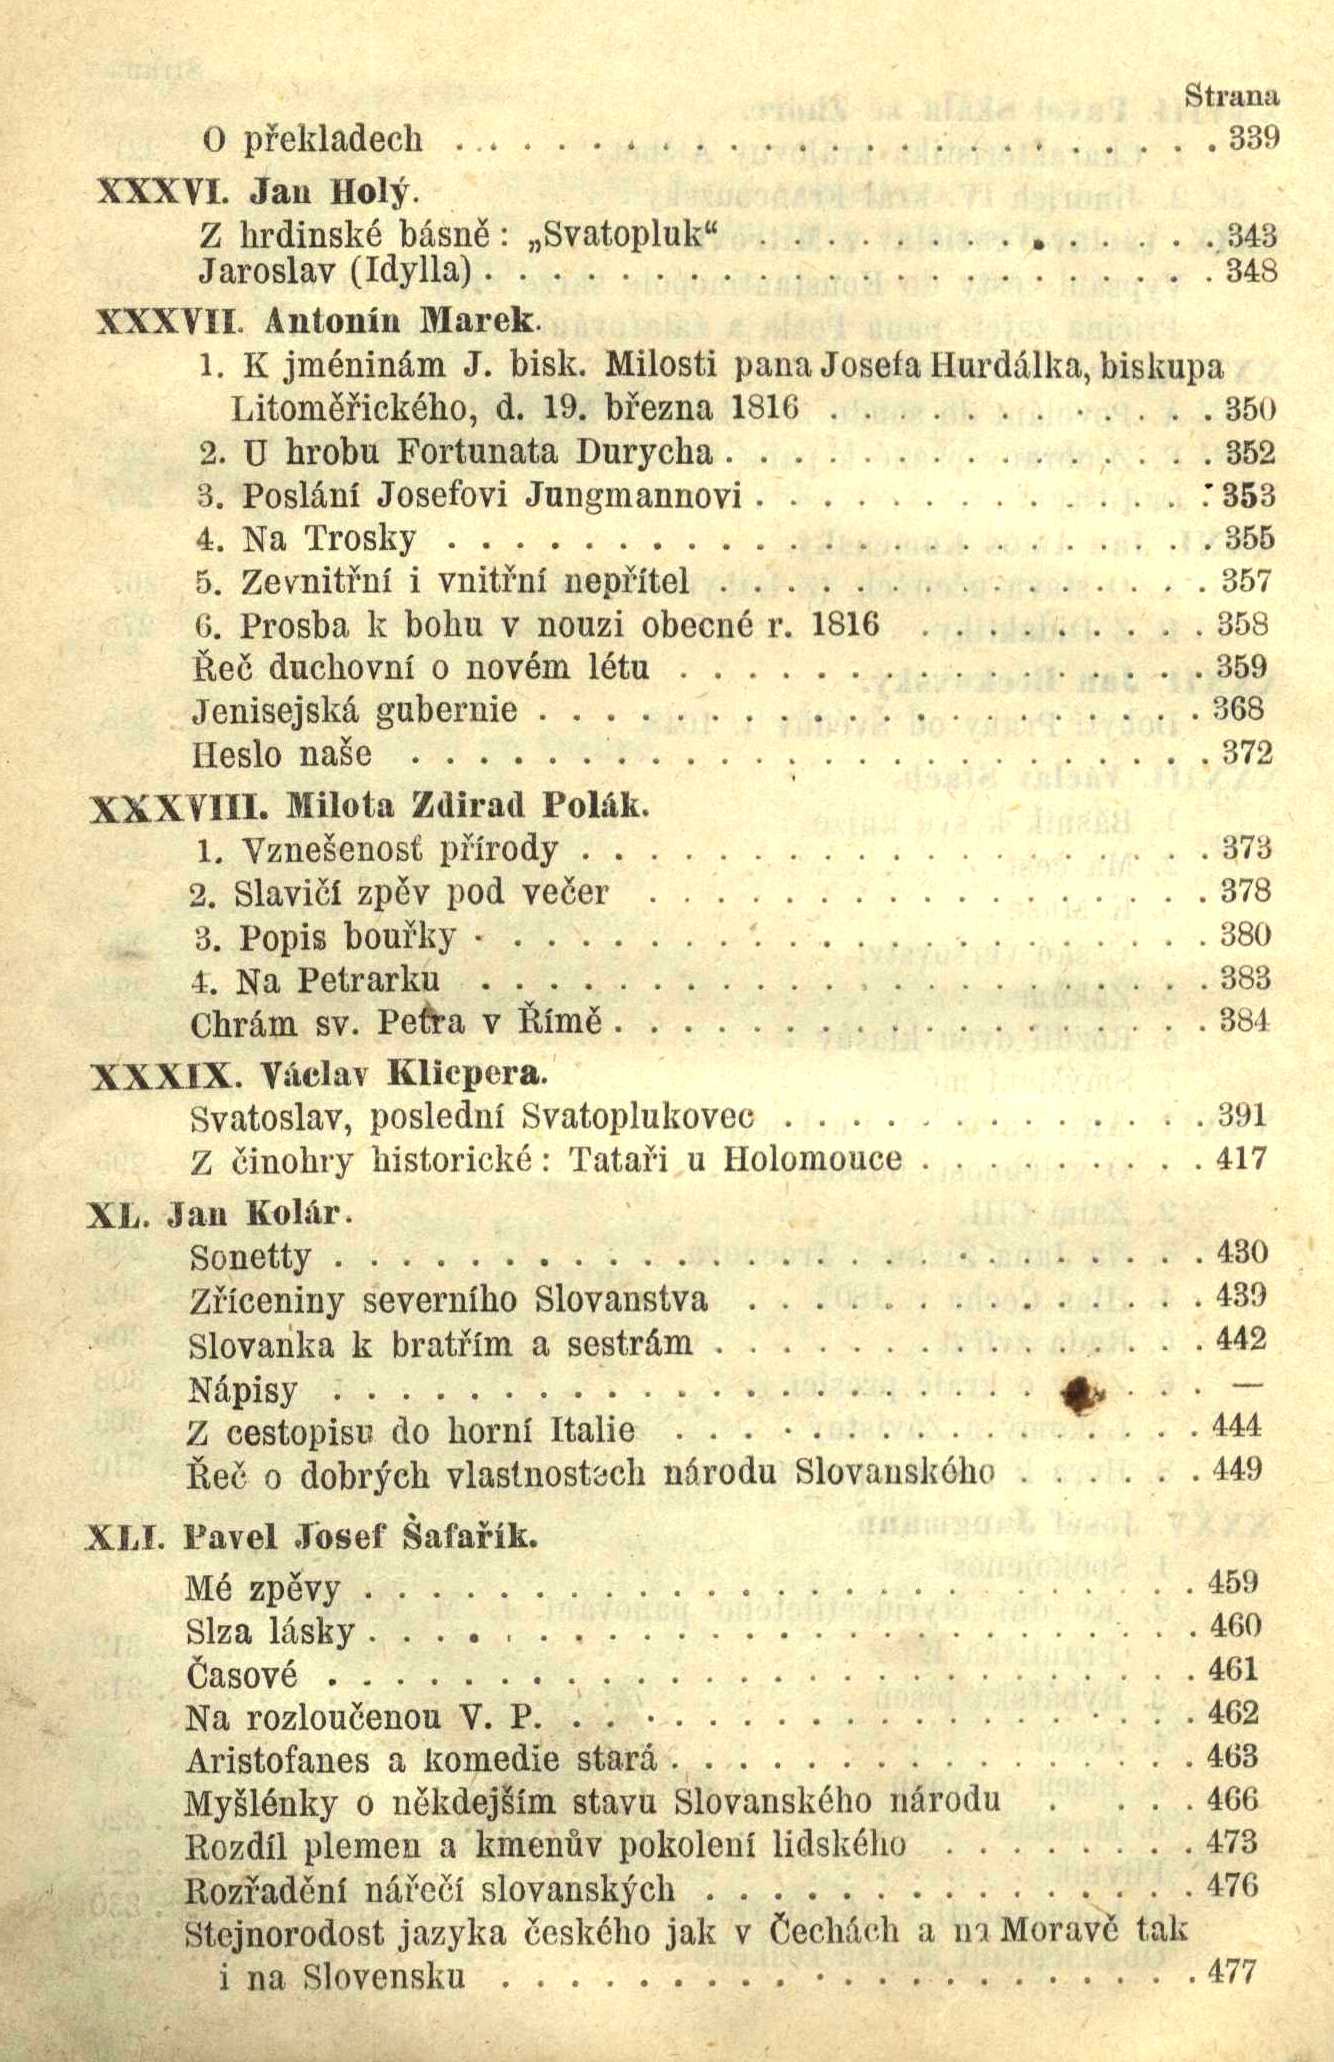 Strana
O překladech . . . . . . . . . . . . . . . . . . . . . . . 339
XXXVI. Jan Holý.
Z hrdinské básně: „Svatopluk“ . . . . . . . . . . . . . . 343
Jaroslav (Idylla) . . . . . . . . . . . . . . . . . . . . . . 348
XXXVII. Antonín Marek.
1. K jméninám J. bisk. Milosti pana Josefa Hurdálka, biskupa
Litoměřického, d. 19. března 1816 . . . . . . . . . . . . 350
2. U hrobu Fortunata Durycha . . . . . . . . . . . . . . . 352
3. Poslání Josefovi Jungmannovi . . . . . . . . . . . . . . 353
4. Na Trosky . . . . . . . . . . . . . . . . . . . . . . . 355
5. Zevnitřní i vnitřní nepřítel . . . . . . . . . . . . . . . 357
6. Prosba k bohu v nouzi obecné r. 1816 . . . . . . . . . 358
Řeč duchovní o novém létu . . . . . . . . . . . . . . . . 359
Jenisejská gubernie . . . . . . . . . . . . . . . . . . . . 368
Heslo naše . . . . . . . . . . . . . . . . . . . . . . . . 372
XXXVIII. Milota Zdirad Polák.
1. Vznešenosť přírody . . . . . . . . . . . . . . . . . . . 373
2. Slavičí zpěv pod večer . . . . . . . . . . . . . . . . . 378
3. Popis bouřky . . . . . . . . . . . . . . . . . . . . . . 380
4. Na Petrarku . . . . . . . . . . . . . . . . . . . . . . 383
Chrám sv. Petra v Římě . . . . . . . . . . . . . . . . . . 384
XXXIX. Václav Klicpera.
Svatoslav, poslední Svatoplukovec . . . . . . . . . . . . . 391
Z činohry historické: Tataři u Holomouce . . . . . . . . . 417
XL. Jan Kolár.
Sonetty . . . . . . . . . . . . . . . . . . . . . . . . . . 430
Zříceniny severního Slovanstva . . . . . . . . . . . . . . 439
Slovanka k bratřím a sestrám . . . . . . . . . . . . . . . 442
Nápisy . . . . . . . . . . . . . . . . . . . . . . . . . . —
Z cestopisu do horní Italie . . . . . . . . . . . . . . . . 444
Řeč o dobrých vlastnostech národu Slovanského . . . . . . 449
XLI. Pavel Josef Šafařík.
Mé zpěvy . . . . . . . . . . . . . . . . . . . . . . . . . 459
Slza lásky . . . . . . . . . . . . . . . . . . . . . . . . . 460
Časové . . . . . . . . . . . . . . . . . . . . . . . . . . 461
Na rozloučenou V. P. . . . . . . . . . . . . . . . . . . . 462
Aristofanes a komedie stará . . . . . . . . . . . . . . . . 463
Myšlénky o někdejším stavu Slovanského národu . . . . 466
Rozdíl plemen a kmenův pokolení lidského . . . . . . . . 473
Rozřadění nářečí slovanských . . . . . . . . . . . . . . . 476
Stejnorodost jazyka českého jak v Čechách a na Moravě tak
i na Slovensku . . . . . . . . . . . . . . . . . . . . . 477